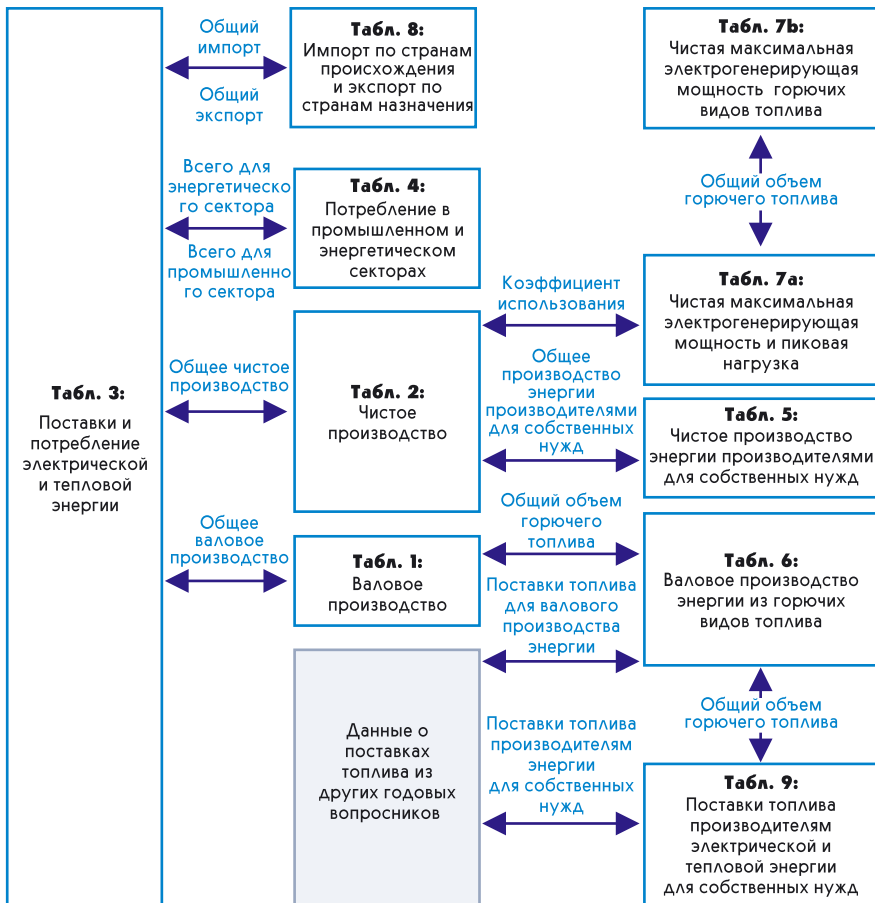 Табл. 3:
Поставки и
потребление
электрической
и тепловой
энергии
Общий
импорт
Общий
экспорт
Табл. 8:
Импорт по странам
происхождения
и экспорт по
странам назначения
Всего для
энергетическо
го сектора
Всего для
промышленно
го сектора
Табл. 4:
Потребление в
промышленном и
энергетическом
секторах
Общее чистое
производство
Табл. 2:
Чистое
производство
Общее
валовое
производство
Табл. 1:
Валовое
производство
Данные о
поставках
топлива из
других годовых
вопросников
Коэффициент
использования
Общее
производство
энергии
производителями
для собственных
нужд
Общий объем
горючего
топлива
Поставки топлива
для валового
производства
энергии
Поставки топлива
производителям
энергии
для собственных
нужд
Табл. 7b:
Чистая максимальная
электрогенерирующая
мощность горючих
видов топлива
Общий объем
горючего топлива
Табл. 7a:
Чистая максимальная
электрогенерирующая
мощность и пиковая
нагрузка
Табл. 5:
Чистое производство
энергии производителями
для собственных нужд
Табл. 6:
Валовое производство
энергии из горючих
видов топлива
Общий объем
горючего топлива
Табл. 9:
Поставки топлива
производителям
электрической и
тепловой энергии
для собственных нужд